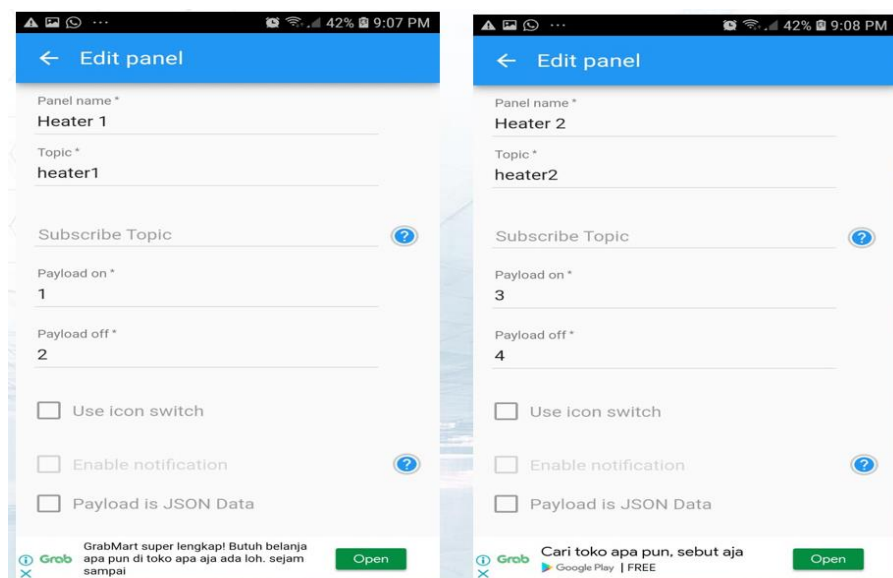 42% 9:07 PM
Edit panel
Panel name *
Heater 1
Topic *
heater1
Subscribe Topic
?
Payload on *
1
Payload off *
2
Use icon switch
Enable notification
?
Payload is JSON Data
Grab
GrabMart super lengkap! Butuh belanja
apa pun di toko apa aja ada loh. sejam
sampai
Open
42% 9:08 PM
Edit panel
Panel name *
Heater 2
Topic *
heater2
Subscribe Topic
?
Payload on *
3
Payload off *
4
Use icon switch
Enable notification
?
Payload is JSON Data
Grab
Cari toko apa pun, sebut aja
Google Play | FREE
Open